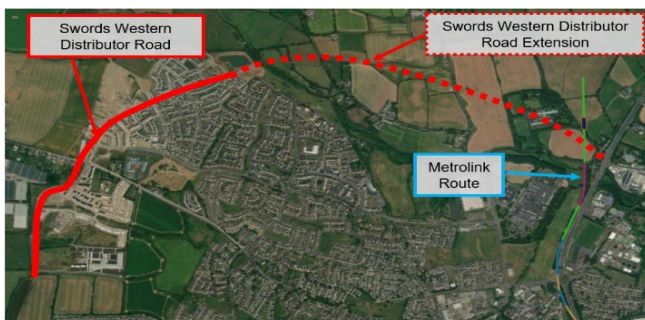 Swords Western
Distributor Road
Swords Western Distributor
Road Extension
Metrolink
Route